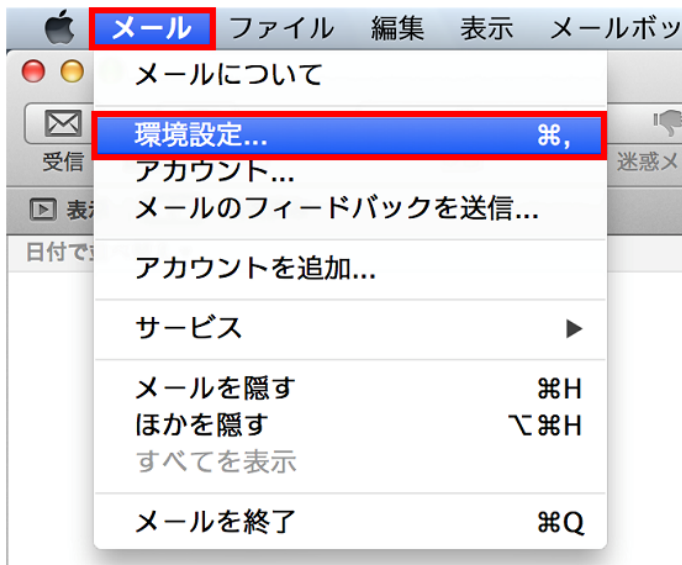 メール ファイル 編集 表示 メールボッ
メールについて
環境設定... ⌘,
受信
迷惑メ
アカウント...
表
メールのフィードバックを送信...
日付で
アカウントを追加...
サービス ▶
メールを隠す ⌘H
ほかを隠す ⌥⌘H
すべてを表示
メールを終了 ⌘Q